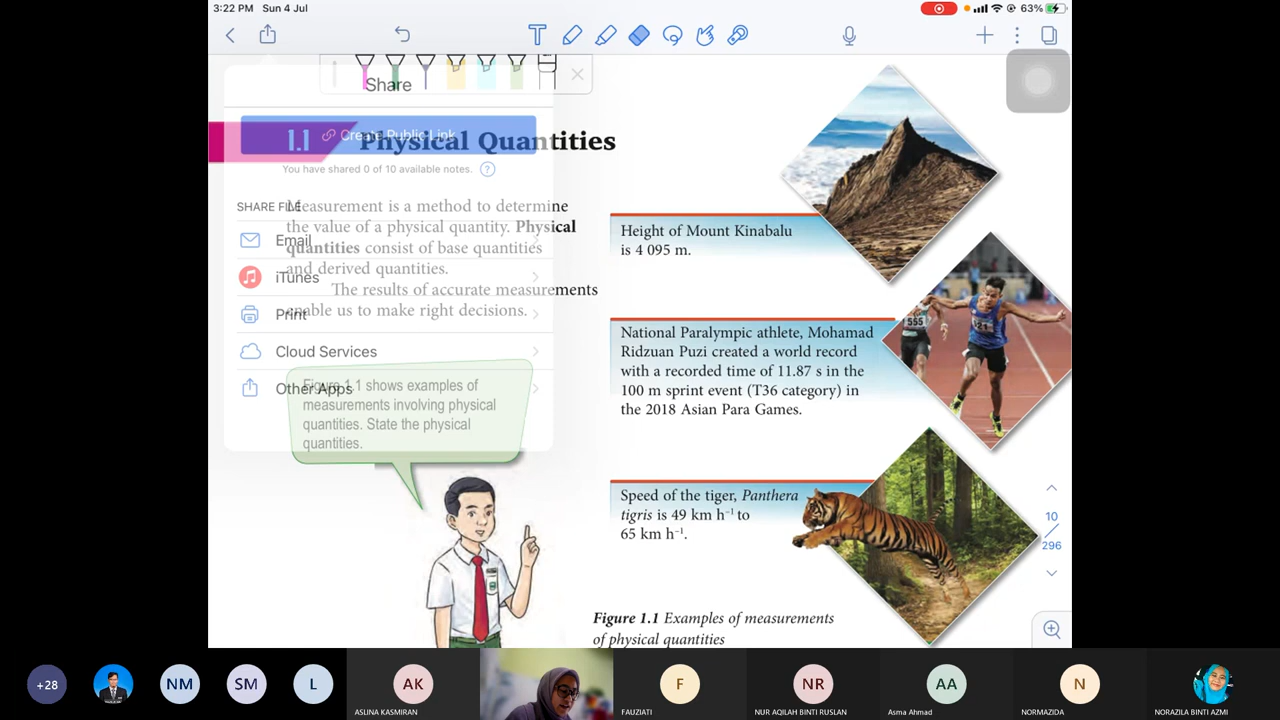 3:22 PM Sun 4 Jul
63%
Share
1.1 Physical Quantities
Create Public Link
You have shared 0 of 10 available notes. ?
SHARE FILE
Email
iTunes
Print
Cloud Services
Other Apps
Measurement is a method to determine
the value of a physical quantity. Physical
quantities consist of base quantities
and derived quantities.
The results of accurate measurements
enable us to make right decisions.
Figure 1.1 shows examples of
measurements involving physical
quantities. State the physical
quantities.
Height of Mount Kinabalu
is 4 095 m.
National Paralympic athlete, Mohamad
Ridzuan Puzi created a world record
with a recorded time of 11.87 s in the
100 m sprint event (T36 category) in
the 2018 Asian Para Games.
555
Speed of the tiger, Panthera
tigris is 49 km h⁻¹ to
65 km h⁻¹.
10
296
Figure 1.1 Examples of measurements
of physical quantities
+28
NM
SM
L
AK
ASLINA KASMIRAN
F
FAUZIATI
NR
NUR AQILAH BINTI RUSLAN
AA
Asma Ahmad
N
NORMAZIDA
NORAZILA BINTI AZMI